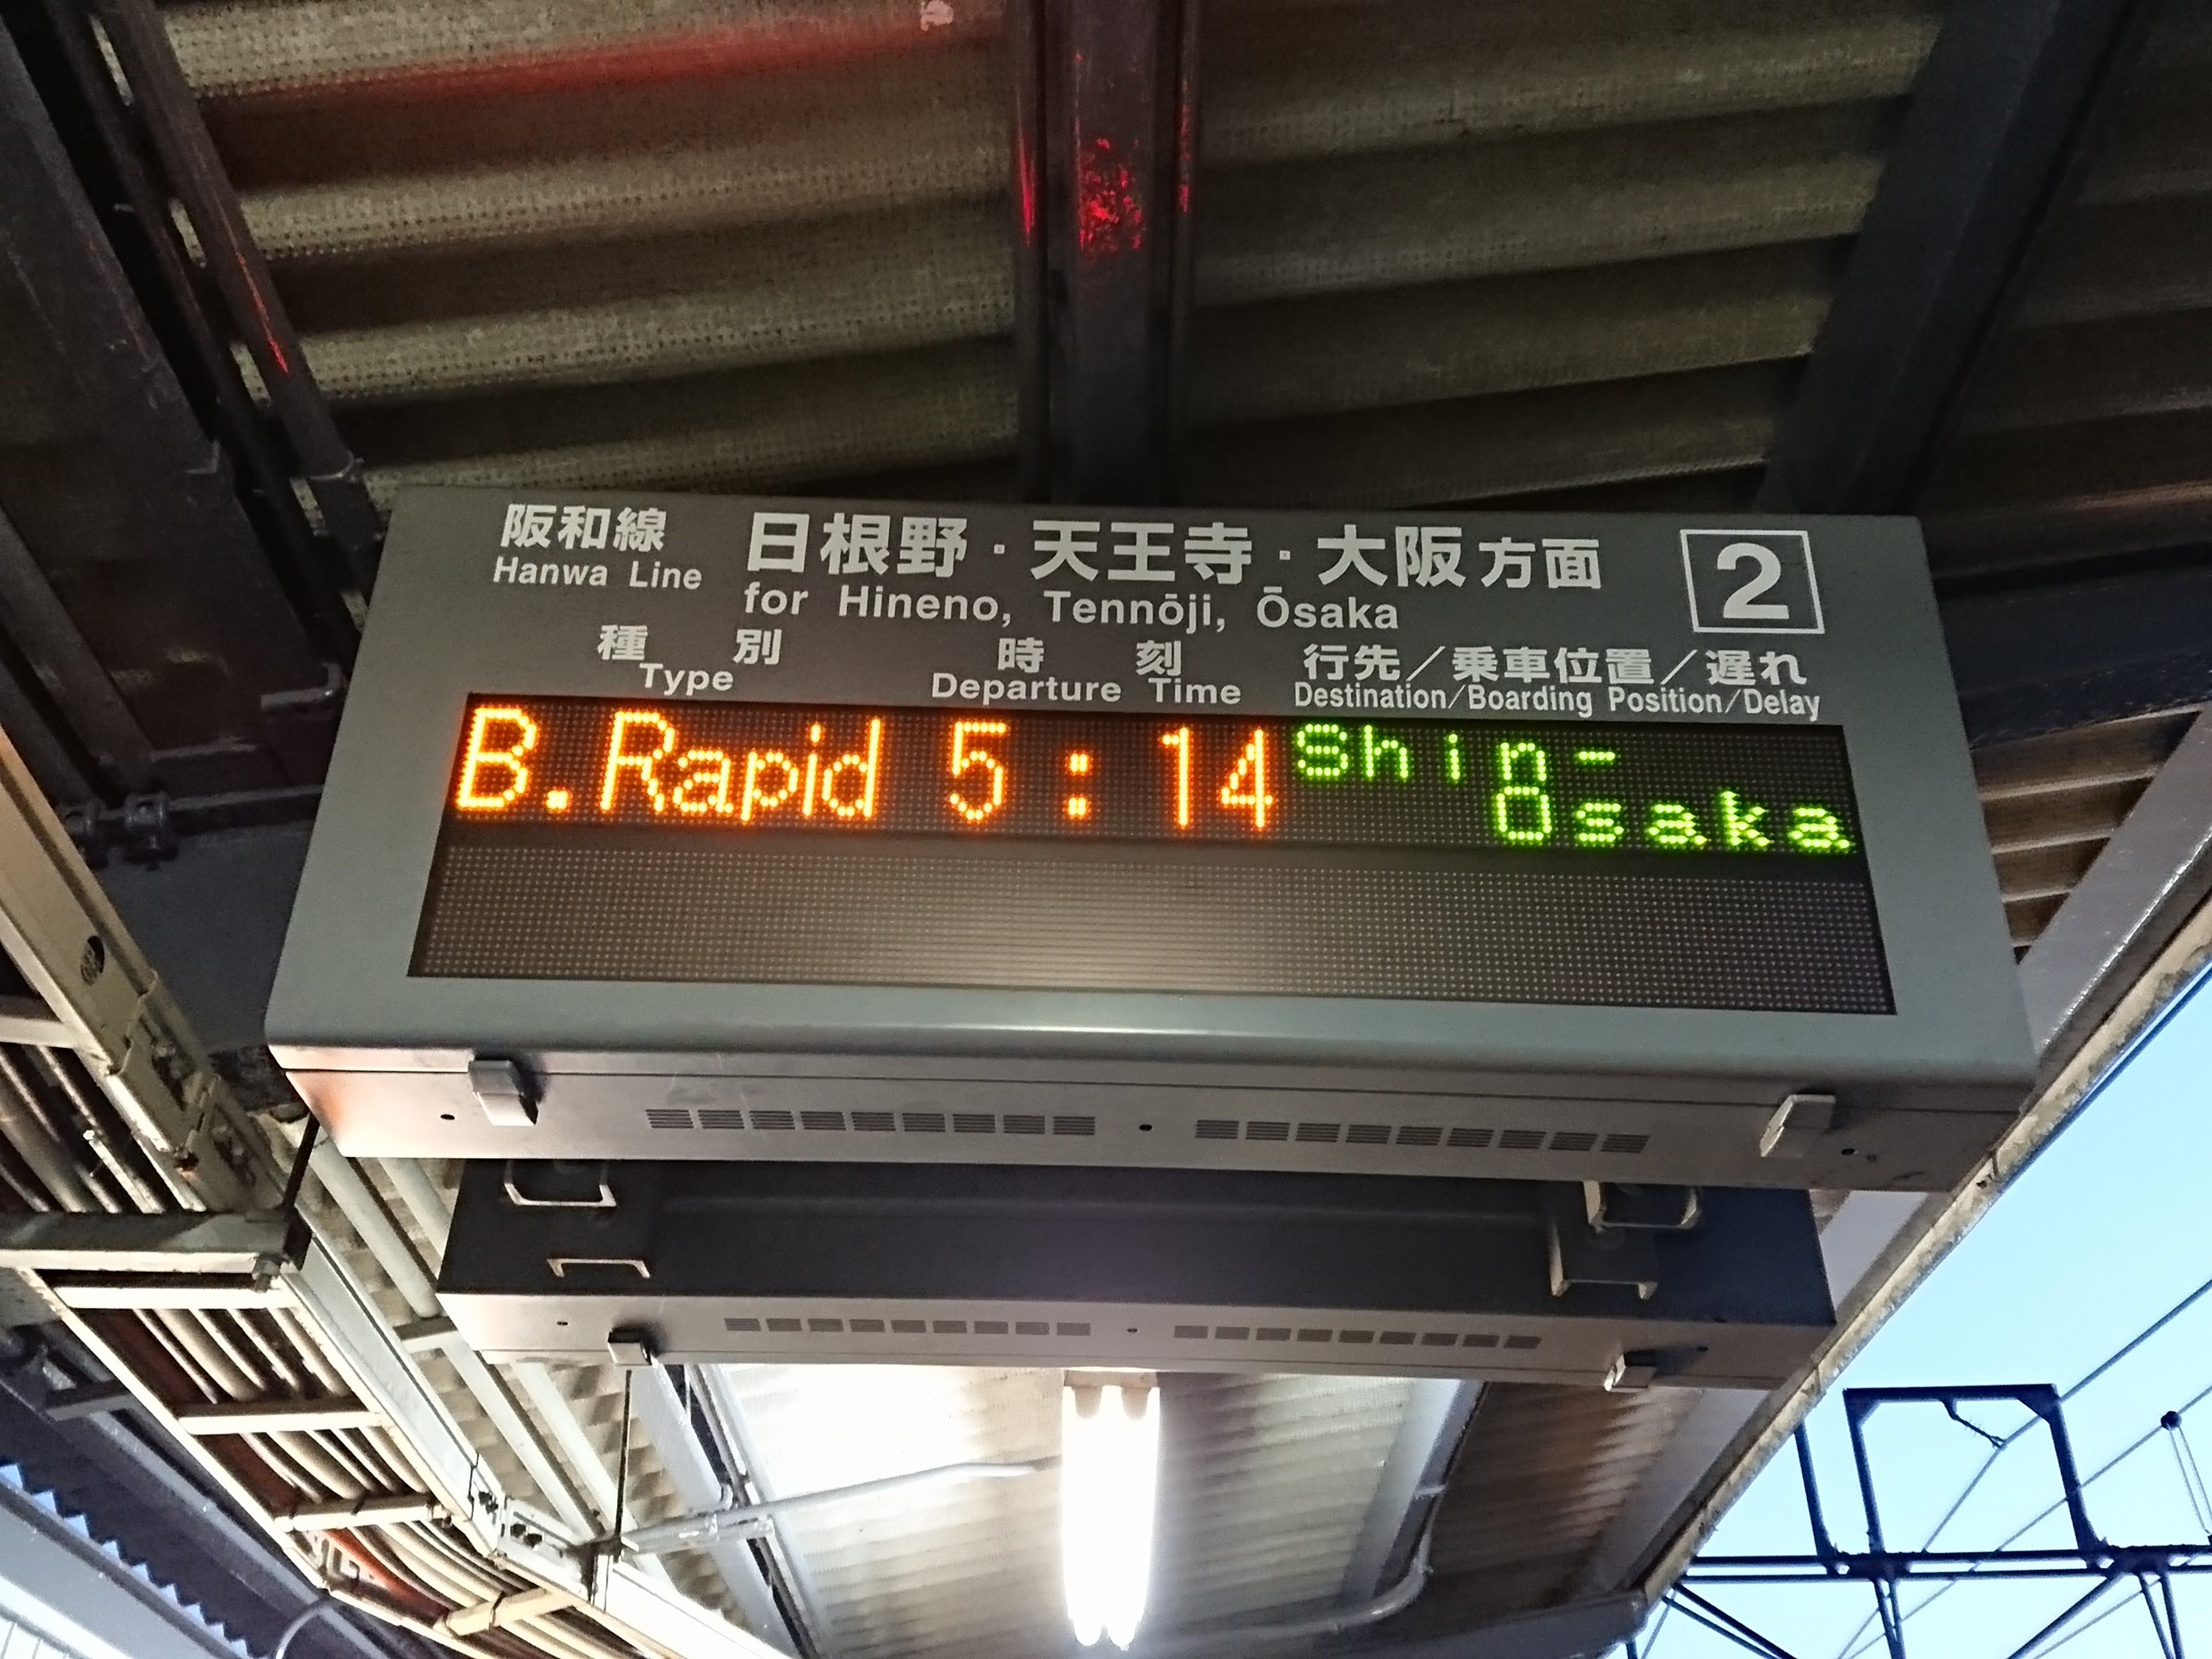 阪和線 日根野・天王寺・大阪方面 2
Hanwa Line for Hineno, Tennōji, Ōsaka
種別 時刻 行先／乗車位置／遅れ
Type Departure Time Destination/Boarding Position/Delay
B.Rapid 5:14 Shin-
Osaka